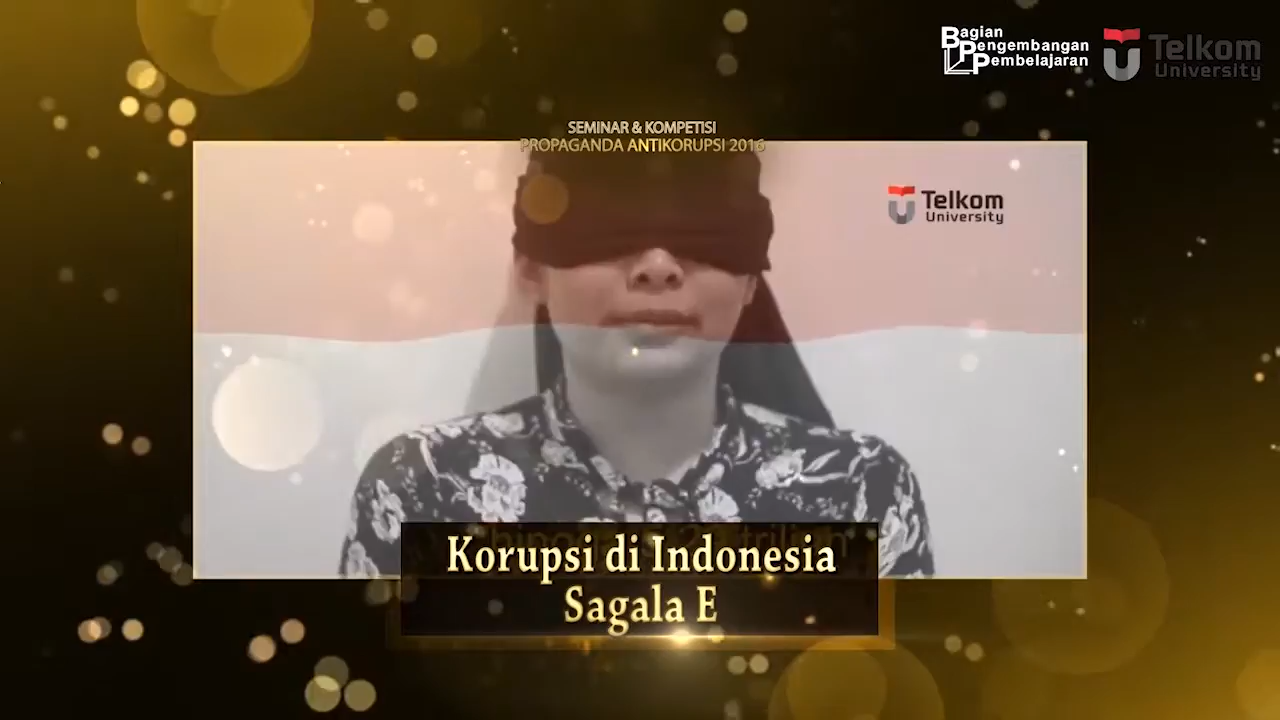 Bagian
Pengembangan
Pembelajaran
Telkom
University
SEMINAR & KOMPETISI
PROPAGANDA ANTIKORUPSI 2016
Telkom
University
Korupsi di Indonesia
Sagala E